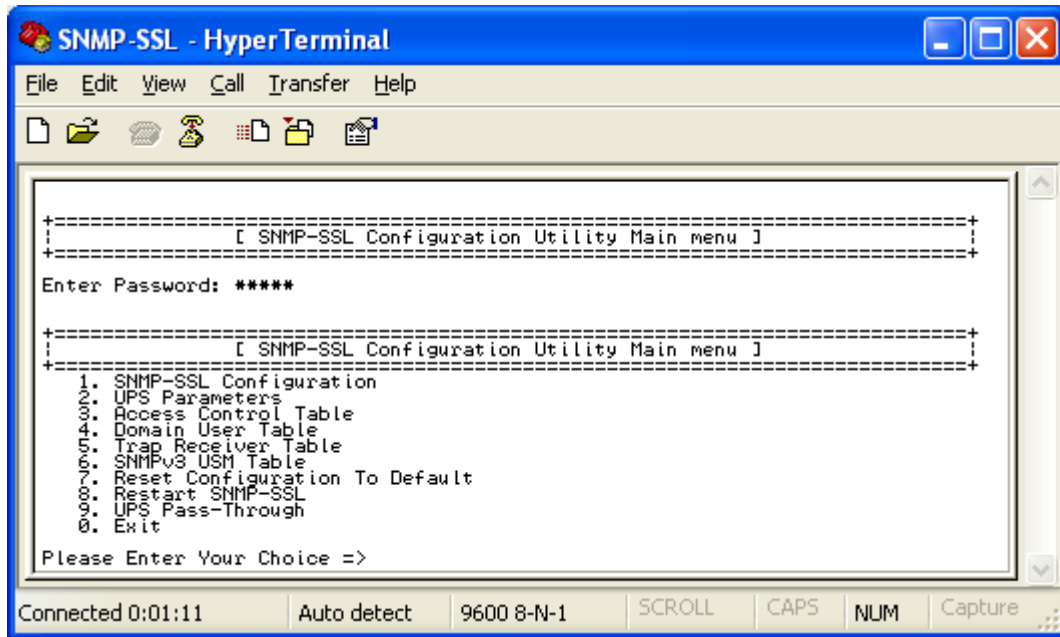 SNMP-SSL - HyperTerminal
File Edit View Call Transfer Help
+============================================================================+
¦ [ SNMP-SSL Configuration Utility Main menu ] ¦
+============================================================================+
Enter Password: *****
+============================================================================+
¦ [ SNMP-SSL Configuration Utility Main menu ] ¦
+============================================================================+
1. SNMP-SSL Configuration
2. UPS Parameters
3. Access Control Table
4. Domain User Table
5. Trap Receiver Table
6. SNMPv3 USM Table
7. Reset Configuration To Default
8. Restart SNMP-SSL
9. UPS Pass-Through
0. Exit
Please Enter Your Choice =>
Connected 0:01:11 Auto detect 9600 8-N-1 SCROLL CAPS NUM Capture